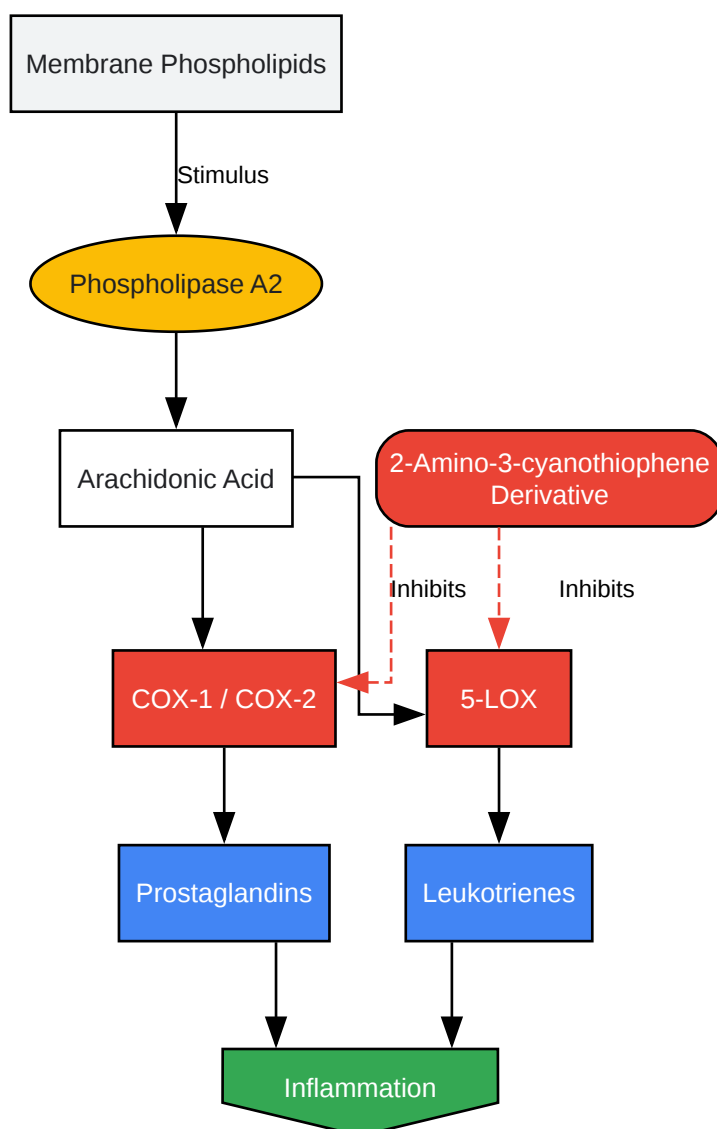 Membrane Phospholipids
Stimulus
Phospholipase A2
Arachidonic Acid
2-Amino-3-cyanothiophene
Derivative
Inhibits
Inhibits
COX-1 / COX-2
5-LOX
Prostaglandins
Leukotrienes
Inflammation